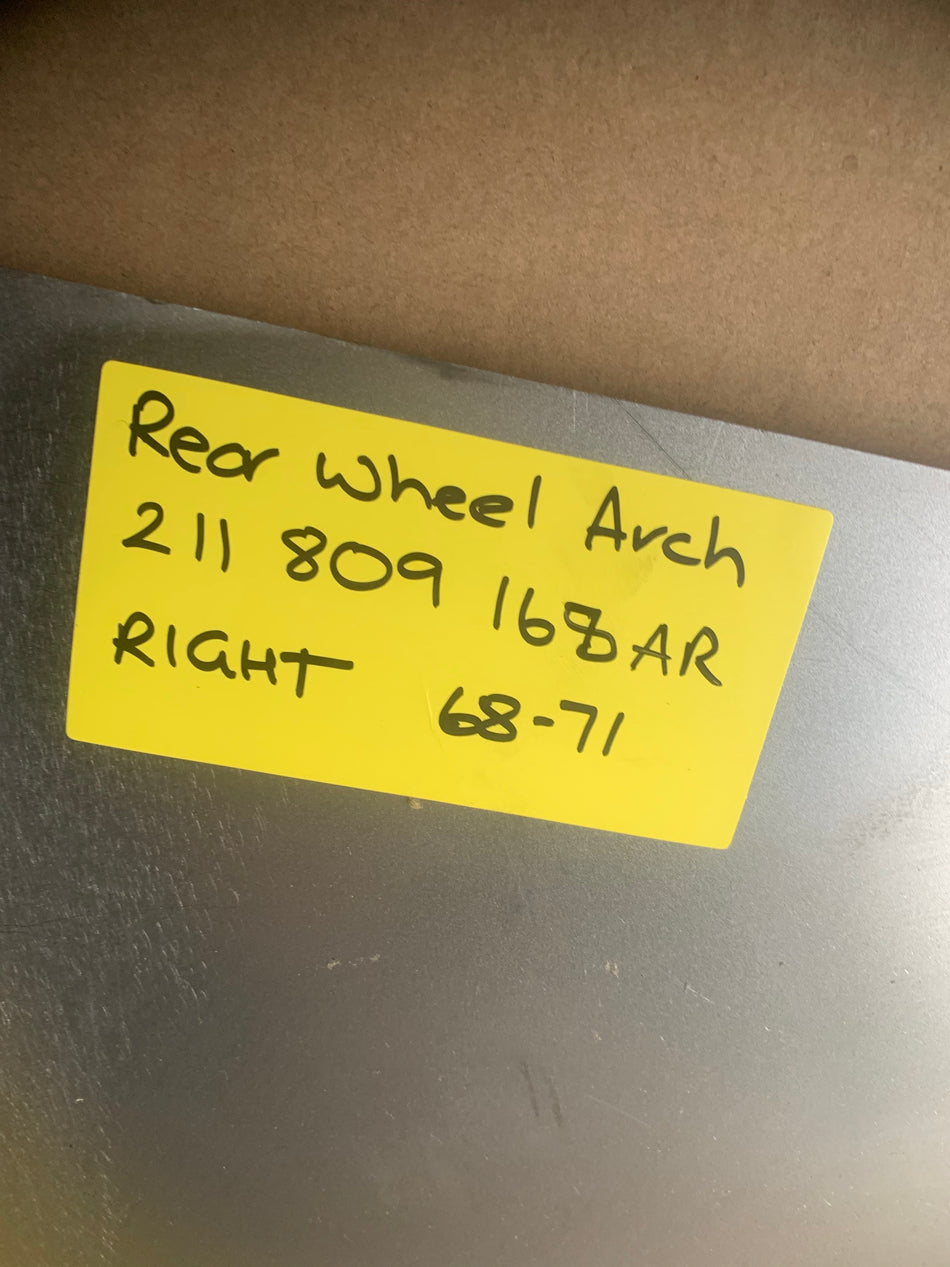 Rear Wheel Arch
211 809 168AR
RIGHT 68-71